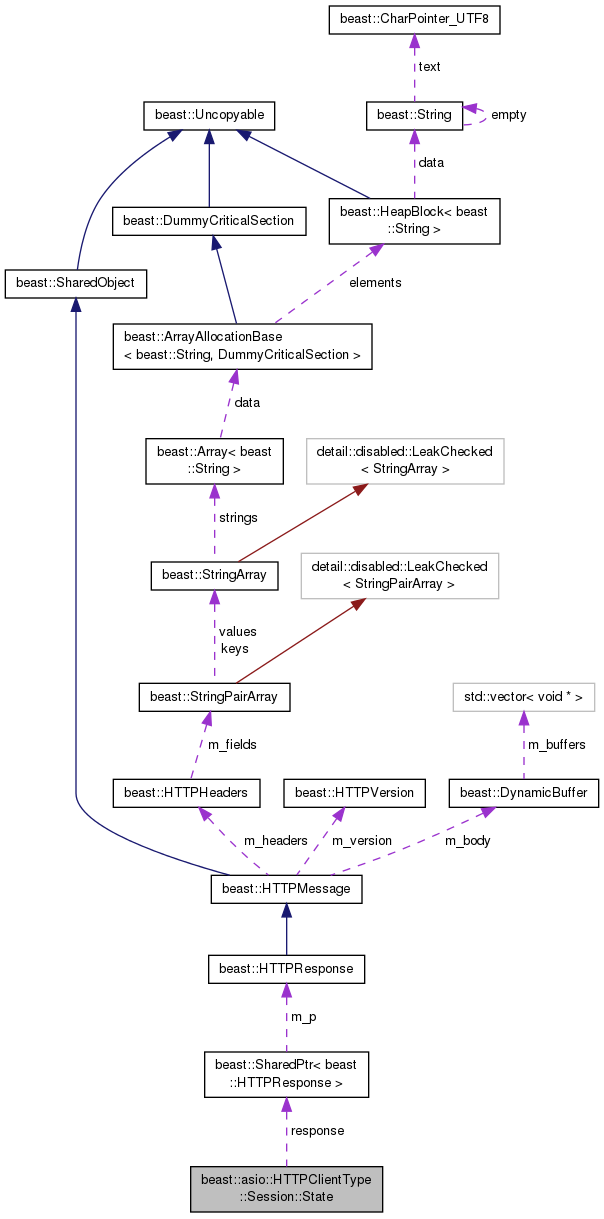 beast::CharPointer_UTF8
text
beast::Uncopyable
beast::String
empty
data
beast::DummyCriticalSection
beast::HeapBlock< beast
::String >
beast::SharedObject
elements
beast::ArrayAllocationBase
< beast::String, DummyCriticalSection >
data
beast::Array< beast
::String >
detail::disabled::LeakChecked
< StringArray >
strings
beast::StringArray
detail::disabled::LeakChecked
< StringPairArray >
values
keys
beast::StringPairArray
std::vector< void * >
m_fields
m_buffers
beast::HTTPHeaders
beast::HTTPVersion
beast::DynamicBuffer
m_headers
m_version
m_body
beast::HTTPMessage
beast::HTTPResponse
m_p
beast::SharedPtr< beast
::HTTPResponse >
response
beast::asio::HTTPClientType
::Session::State